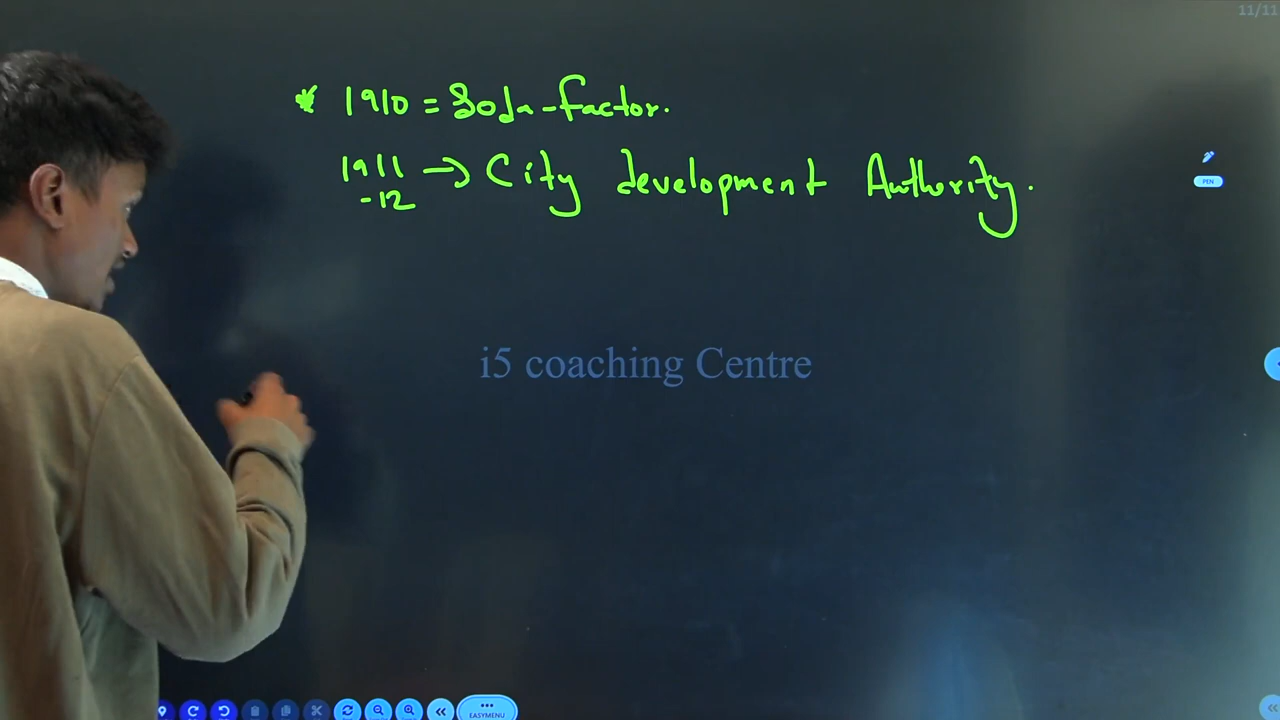 11/11
* 1910 = Soda-factor.
1911 → City development Authority.
-12
PEN
i5 coaching Centre
EASYMENU